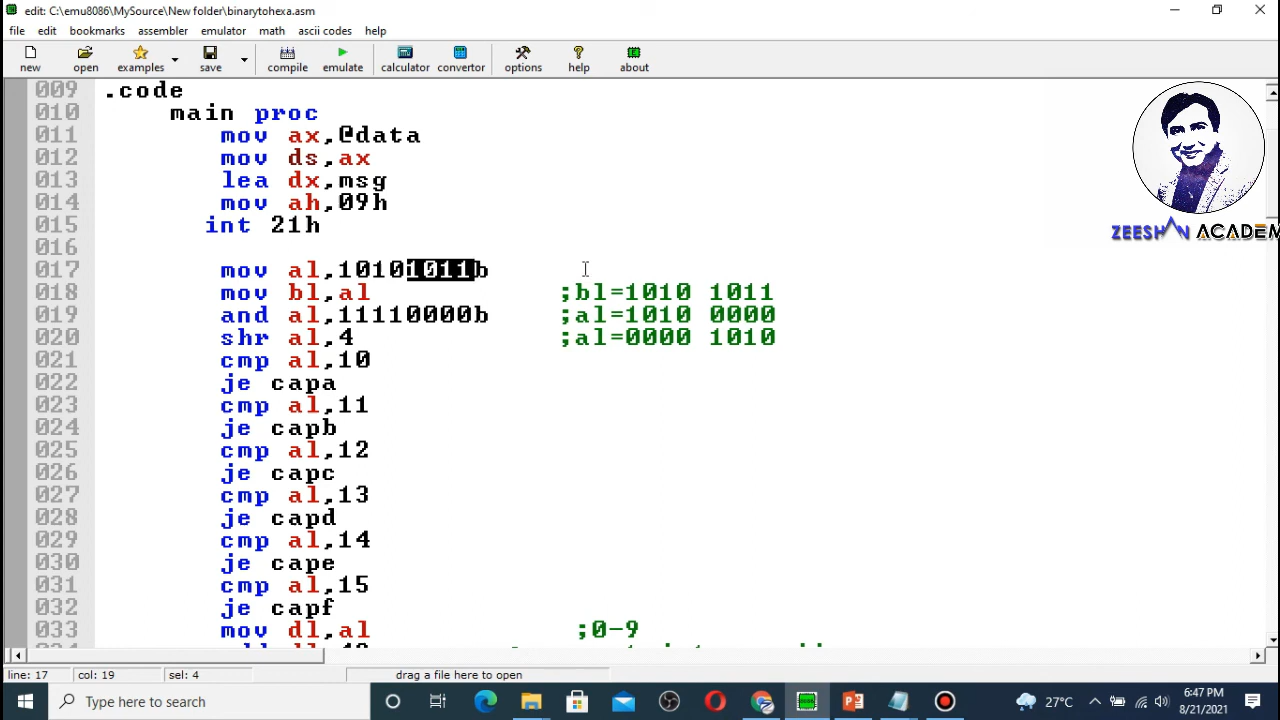 edit: C:\emu8086\MySource\New folder\binarytohexa.asm
file edit bookmarks assembler emulator math ascii codes help
new open examples save compile emulate calculator convertor options help about
009 .code
010 main proc
011 mov ax,@data
012 mov ds,ax
013 lea dx,msg
014 mov ah,09h
015 int 21h
016
017 mov al,10101011b
018 mov bl,al ;bl=1010 1011
019 and al,11110000b ;al=1010 0000
020 shr al,4 ;al=0000 1010
021 cmp al,10
022 je capa
023 cmp al,11
024 je capb
025 cmp al,12
026 je capc
027 cmp al,13
028 je capd
029 cmp al,14
030 je cape
031 cmp al,15
032 je capf
033 mov dl,al ;0-9
ZEESHAN ACADEM
line: 17 col: 19 sel: 4 drag a file here to open
Type here to search
27°C
6:47 PM
8/21/2021